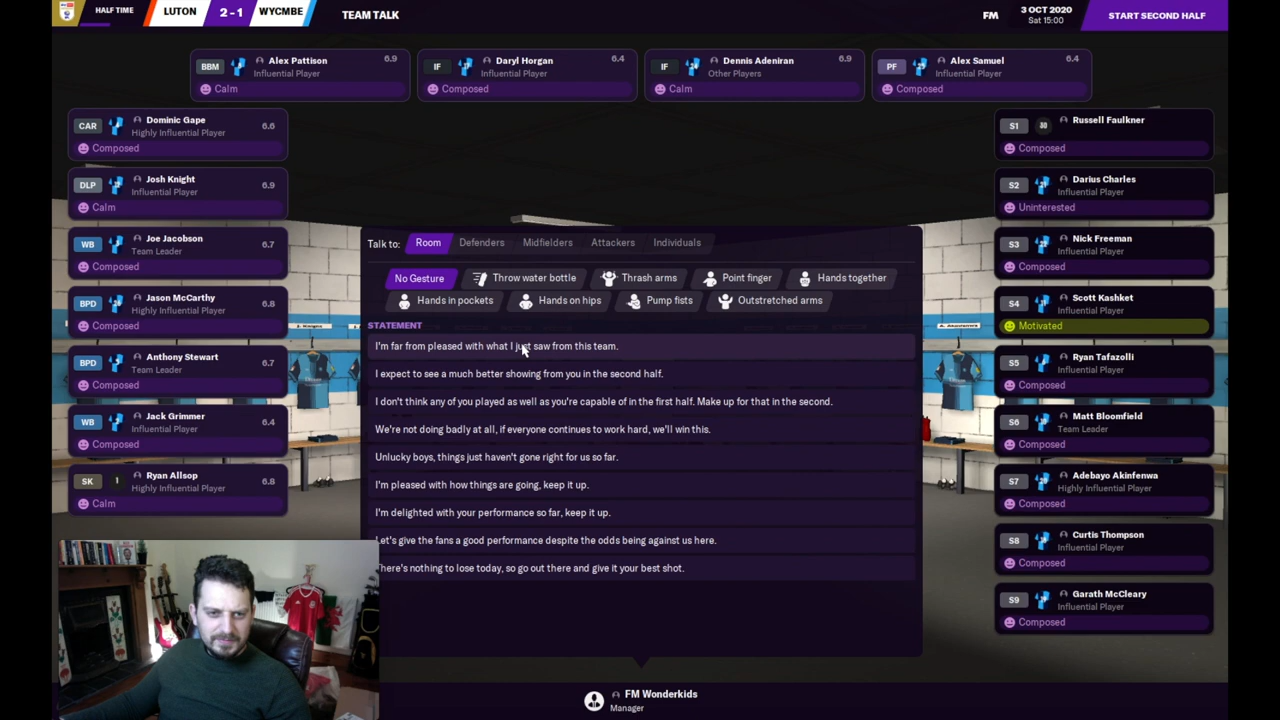 HALF TIME
LUTON
2 - 1
WYCMBE
TEAM TALK
FM
3 OCT 2020
Sat 15:00
START SECOND HALF
BBM
Alex Pattison
6.9
Influential Player
Calm
IF
Daryl Horgan
6.4
Influential Player
Composed
IF
Dennis Adeniran
6.9
Other Players
Calm
PF
Alex Samuel
6.4
Influential Player
Composed
CAR
Dominic Gape
Highly Influential Player
6.6
Composed
DLP
Josh Knight
Influential Player
6.9
Calm
WB
Joe Jacobson
Team Leader
6.7
Composed
BPD
Jason McCarthy
Highly Influential Player
6.8
Composed
BPD
Anthony Stewart
Team Leader
6.7
Composed
WB
Jack Grimmer
Influential Player
6.4
Composed
SK
1
Ryan Allsop
Highly Influential Player
6.8
Calm
Talk to:
Room
Defenders
Midfielders
Attackers
Individuals
No Gesture
Throw water bottle
Thrash arms
Point finger
Hands together
Hands in pockets
Hands on hips
Pump fists
Outstretched arms
STATEMENT
I'm far from pleased with what I just saw from this team.
I expect to see a much better showing from you in the second half.
I don't think any of you played as well as you're capable of in the first half. Make up for that in the second.
We're not doing badly at all, if everyone continues to work hard, we'll win this.
Unlucky boys, things just haven't gone right for us so far.
I'm pleased with how things are going, keep it up.
I'm delighted with your performance so far, keep it up.
Let's give the fans a good performance despite the odds being against us here.
There's nothing to lose today, so go out there and give it your best shot.
S1
Russell Faulkner
Composed
S2
Darius Charles
Influential Player
Uninterested
S3
Nick Freeman
Influential Player
Composed
S4
Scott Kashket
Influential Player
Motivated
S5
Ryan Tafazolli
Influential Player
Composed
S6
Matt Bloomfield
Team Leader
Composed
S7
Adebayo Akinfenwa
Highly Influential Player
Composed
S8
Curtis Thompson
Influential Player
Composed
S9
Garath McCleary
Influential Player
Composed
FM Wonderkids
Manager